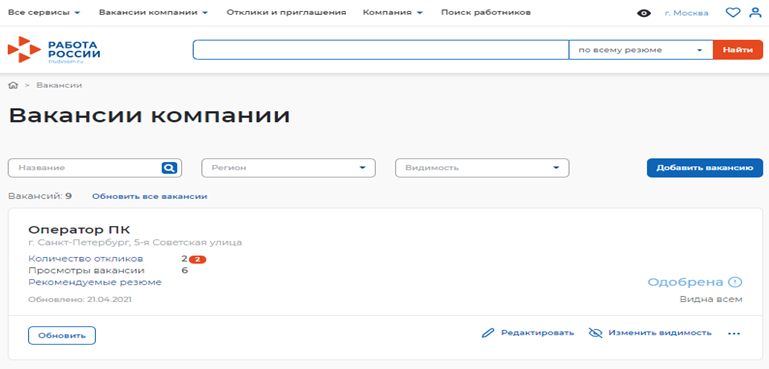 Все сервисы Вакансии компании Отклики и приглашения Компания Поиск работников г. Москва
РАБОТА
РОССИИ
trudvsem.ru
по всему резюме Найти
> Вакансии
Вакансии компании
Название Регион Видимость Добавить вакансию
Вакансий: 9 Обновить все вакансии
Оператор ПК
г. Санкт-Петербург, 5-я Советская улица
Количество откликов 2 2
Просмотры вакансии 6
Рекомендуемые резюме
Одобрена
Обновлено: 21.04.2021 Видна всем
Обновить Редактировать Изменить видимость ...